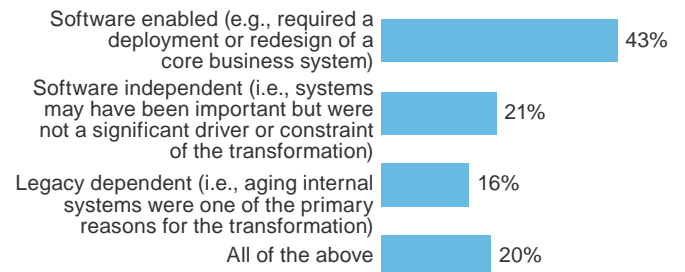 Software enabled (e.g., required a
deployment or redesign of a
core business system)
43%
Software independent (i.e., systems
may have been important but were
not a significant driver or constraint
of the transformation)
21%
Legacy dependent (i.e., aging internal
systems were one of the primary
reasons for the transformation)
16%
All of the above
20%